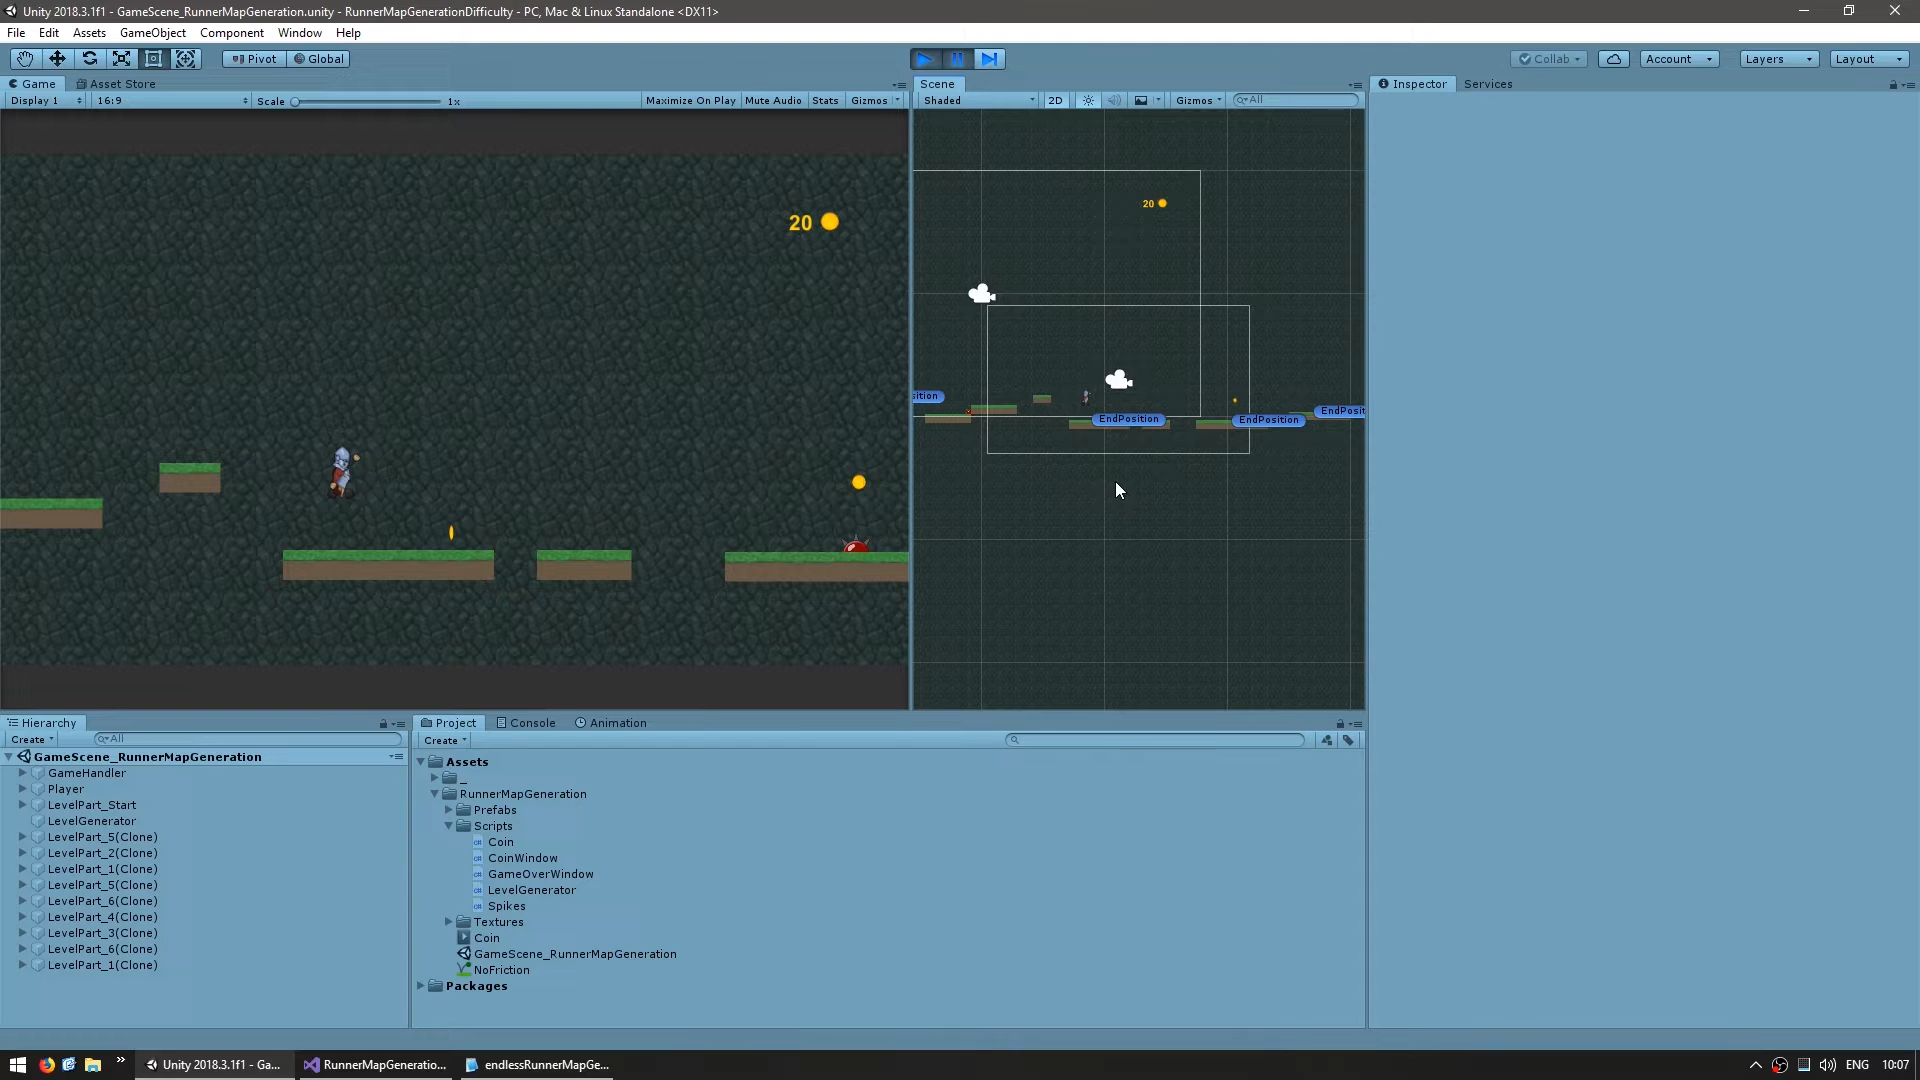 Unity 2018.3.1f1 - GameScene_RunnerMapGeneration.unity - RunnerMapGenerationDifficulty - PC, Mac & Linux Standalone <DX11>
File Edit Assets GameObject Component Window Help
Pivot Global Collab Account Layers Layout
Game Asset Store Scene Inspector Services
Display 1 16:9 Scale 1x Maximize On Play Mute Audio Stats Gizmos Shaded 2D Gizmos All
20
20
sition
EndPosition
EndPosition
EndPosit
Hierarchy Project Console Animation
Create All Create
GameScene_RunnerMapGeneration
GameHandler
Player
LevelPart_Start
LevelGenerator
LevelPart_5(Clone)
LevelPart_2(Clone)
LevelPart_1(Clone)
LevelPart_5(Clone)
LevelPart_6(Clone)
LevelPart_4(Clone)
LevelPart_3(Clone)
LevelPart_6(Clone)
LevelPart_1(Clone)
Assets
_
RunnerMapGeneration
Prefabs
Scripts
Coin
CoinWindow
GameOverWindow
LevelGenerator
Spikes
Textures
Coin
GameScene_RunnerMapGeneration
NoFriction
Packages
Unity 2018.3.1f1 - Ga... RunnerMapGeneratio... endlessRunnerMapGe... ENG 10:07